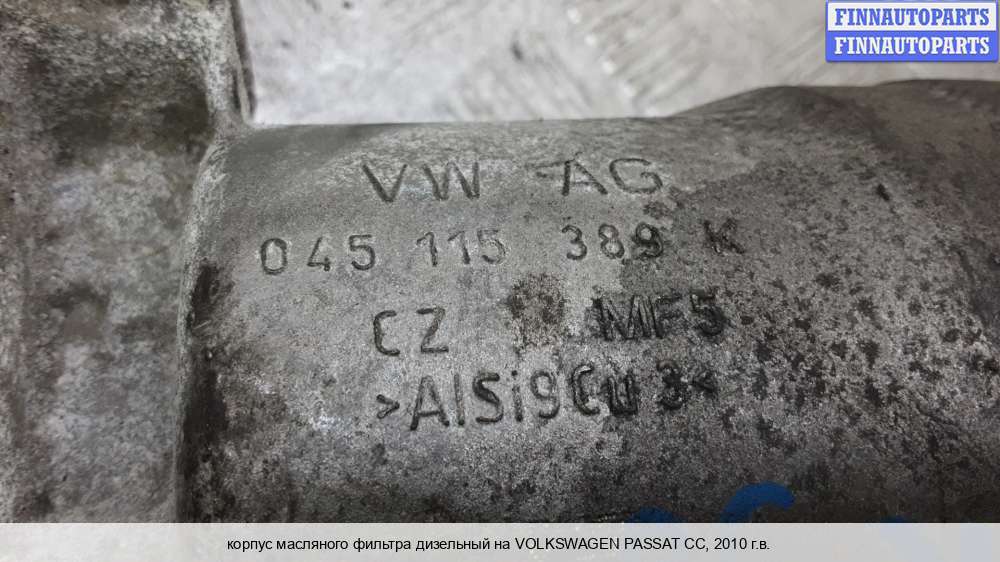 FINNAUTOPARTS
FINNAUTOPARTS
VW AG
045 115 389 K
CZ MF5
>AlSi9Cu3<
корпус масляного фильтра дизельный на VOLKSWAGEN PASSAT CC, 2010 г.в.